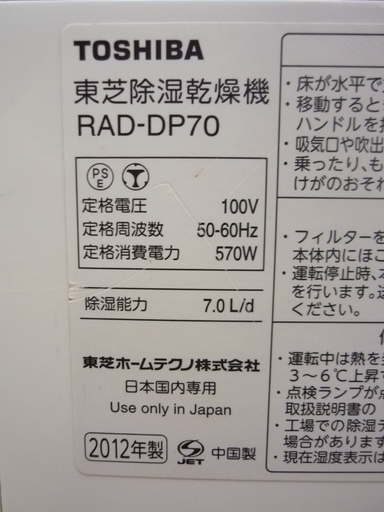 TOSHIBA
東芝除湿乾燥機
RAD-DP70
PS E
定格電圧 100V
定格周波数 50-60Hz
定格消費電力 570W
除湿能力 7.0 L/d
東芝ホームテクノ株式会社
日本国内専用
Use only in Japan
2012年製 JET 中国製
・床が水平で
・移動すると
ハンドルを
・吸気口や吹出
・乗ったり、も
けがのおそれ
・フィルターを
本体内にほこ
・運転停止時、
を行います。
ください。
・運転中は熱を
3～6℃上昇
・点検ランプが点
取扱説明書の
・工場での除湿
場合があります
・現在湿度表示は